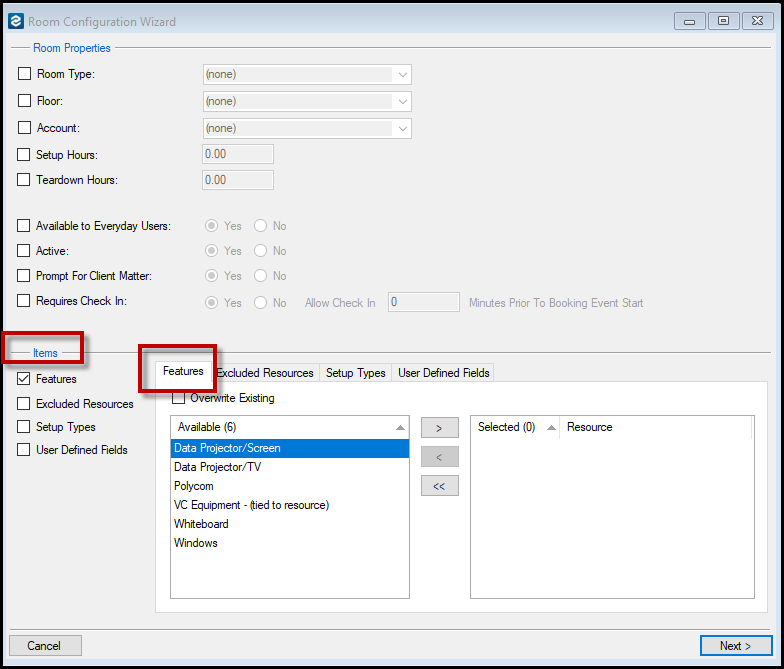 Room Configuration Wizard
Room Properties
Room Type: (none)
Floor: (none)
Account: (none)
Setup Hours: 0.00
Teardown Hours: 0.00
Available to Everyday Users: Yes No
Active: Yes No
Prompt For Client Matter: Yes No
Requires Check In: Yes No Allow Check In 0 Minutes Prior To Booking Event Start
Items
Features
Excluded Resources
Setup Types
User Defined Fields
Features Excluded Resources Setup Types User Defined Fields
Overwrite Existing
Available (6)
Data Projector/Screen
Data Projector/TV
Polycom
VC Equipment - (tied to resource)
Whiteboard
Windows
>
<
<<
Selected (0) Resource
Cancel Next >